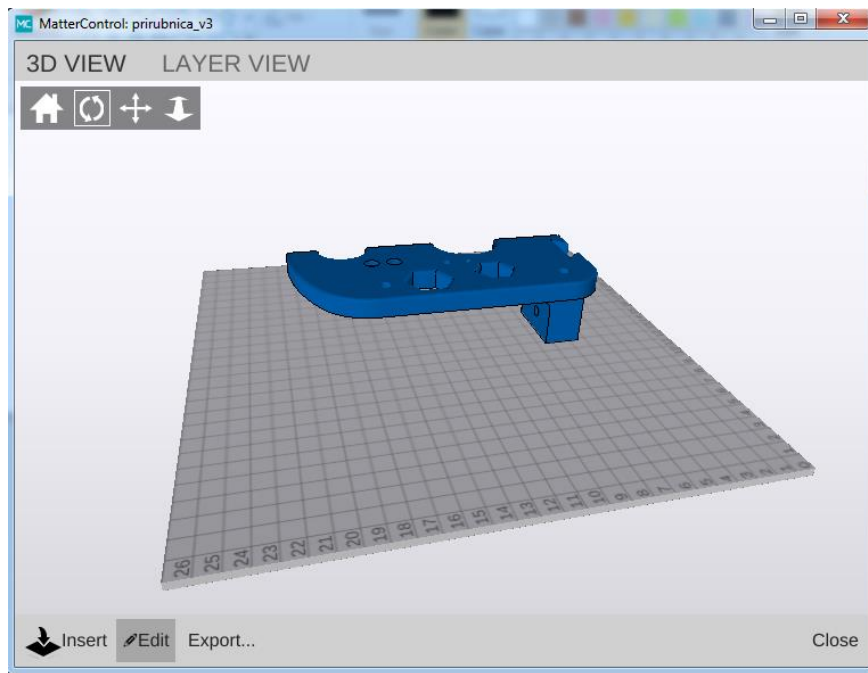 MC MatterControl: prirubnica_v3
3D VIEW LAYER VIEW
26 25 24 23 22 21 20 19 18 17 16 15 14 13 12 11 10 9 8 7 6 5 4 3 2 1 0
Insert Edit Export... Close